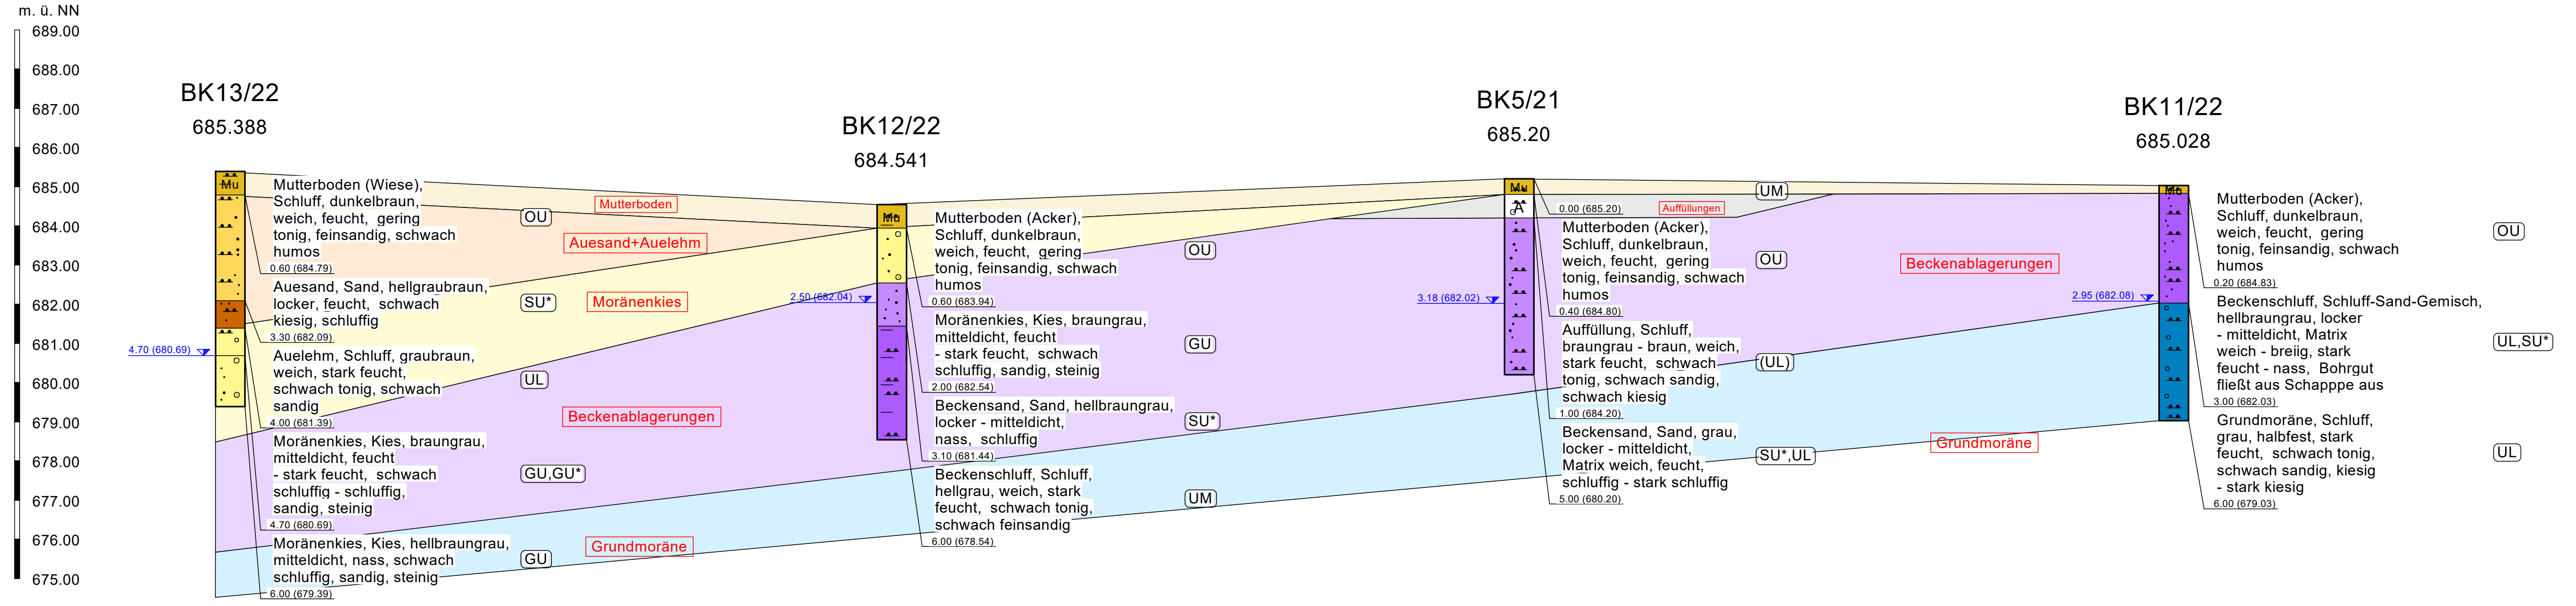 m. ü. NN
689.00
688.00
687.00
686.00
685.00
684.00
683.00
682.00
681.00
680.00
679.00
678.00
677.00
676.00
675.00
BK13/22
685.388
Mu
4.70 (680.69)
Mutterboden (Wiese),
Schluff, dunkelbraun,
weich, feucht, gering
tonig, feinsandig, schwach
humos
0.60 (684.79)
OU
Auesand, Sand, hellgraubraun,
locker, feucht, schwach
kiesig, schluffig
3.30 (682.09)
SU*
Auelehm, Schluff, graubraun,
weich, stark feucht,
schwach tonig, schwach
sandig
4.00 (681.39)
UL
Moränenkies, Kies, braungrau,
mitteldicht, feucht
- stark feucht, schwach
schluffig - schluffig,
sandig, steinig
4.70 (680.69)
GU,GU*
Moränenkies, Kies, hellbraungrau,
mitteldicht, nass, schwach
schluffig, sandig, steinig
6.00 (679.39)
GU
Mutterboden
Auesand+Auelehm
Moränenkies
Beckenablagerungen
Grundmoräne
BK12/22
684.541
Mu
2.50 (682.04)
Mutterboden (Acker),
Schluff, dunkelbraun,
weich, feucht, gering
tonig, feinsandig, schwach
humos
0.60 (683.94)
OU
Moränenkies, Kies, braungrau,
mitteldicht, feucht
- stark feucht, schwach
schluffig, sandig, steinig
2.00 (682.54)
GU
Beckensand, Sand, hellbraungrau,
locker - mitteldicht,
nass, schluffig
3.10 (681.44)
SU*
Beckenschluff, Schluff,
hellgrau, weich, stark
feucht, schwach tonig,
schwach feinsandig
6.00 (678.54)
UM
BK5/21
685.20
Mu
A
3.18 (682.02)
0.00 (685.20)
UM
Auffüllungen
Mutterboden (Acker),
Schluff, dunkelbraun,
weich, feucht, gering
tonig, feinsandig, schwach
humos
0.40 (684.80)
OU
Auffüllung, Schluff,
braungrau - braun, weich,
stark feucht, schwach
tonig, schwach sandig,
schwach kiesig
1.00 (684.20)
(UL)
Beckensand, Sand, grau,
locker - mitteldicht,
Matrix weich, feucht,
schluffig - stark schluffig
5.00 (680.20)
SU*,UL
Beckenablagerungen
Grundmoräne
BK11/22
685.028
Mu
2.95 (682.08)
Mutterboden (Acker),
Schluff, dunkelbraun,
weich, feucht, gering
tonig, feinsandig, schwach
humos
0.20 (684.83)
OU
Beckenschluff, Schluff-Sand-Gemisch,
hellbraungrau, locker
- mitteldicht, Matrix
weich - breiig, stark
feucht - nass, Bohrgut
fließt aus Schapppe aus
3.00 (682.03)
UL,SU*
Grundmoräne, Schluff,
grau, halbfest, stark
feucht, schwach tonig,
schwach sandig, kiesig
- stark kiesig
6.00 (679.03)
UL